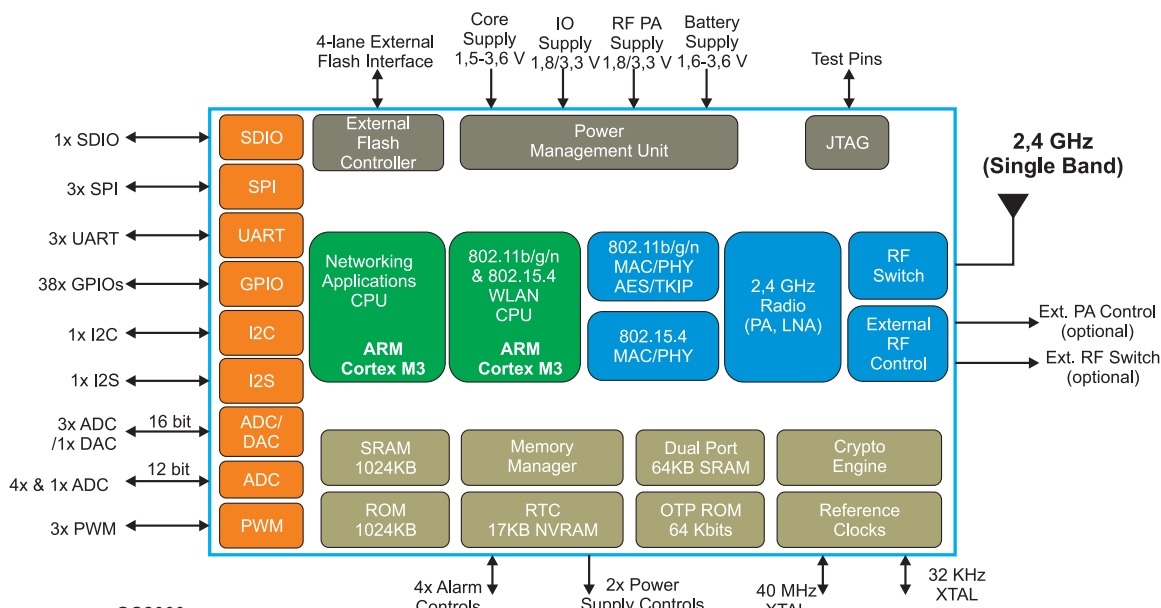 4-lane External
Flash Interface
Core
Supply
1,5-3,6 V
IO
Supply
1,8/3,3 V
RF PA
Supply
1,8/3,3 V
Battery
Supply
1,6-3,6 V
Test Pins
1x SDIO
SDIO
External
Flash
Controller
Power
Management Unit
JTAG
2,4 GHz
(Single Band)
3x SPI
SPI
3x UART
UART
38x GPIOs
GPIO
1x I2C
I2C
1x I2S
I2S
3x ADC
/1x DAC
16 bit
ADC/
DAC
4x & 1x ADC
12 bit
ADC
3x PWM
PWM
Networking
Applications
CPU
ARM
Cortex M3
802.11b/g/n
& 802.15.4
WLAN
CPU
ARM
Cortex M3
802.11b/g/n
MAC/PHY
AES/TKIP
802.15.4
MAC/PHY
2,4 GHz
Radio
(PA, LNA)
RF
Switch
External
RF
Control
Ext. PA Control
(optional)
Ext. RF Switch
(optional)
SRAM
1024KB
Memory
Manager
Dual Port
64KB SRAM
Crypto
Engine
ROM
1024KB
RTC
17KB NVRAM
OTP ROM
64 Kbits
Reference
Clocks
4x Alarm
Controls
2x Power
Supply Controls
40 MHz
XTAL
32 KHz
XTAL